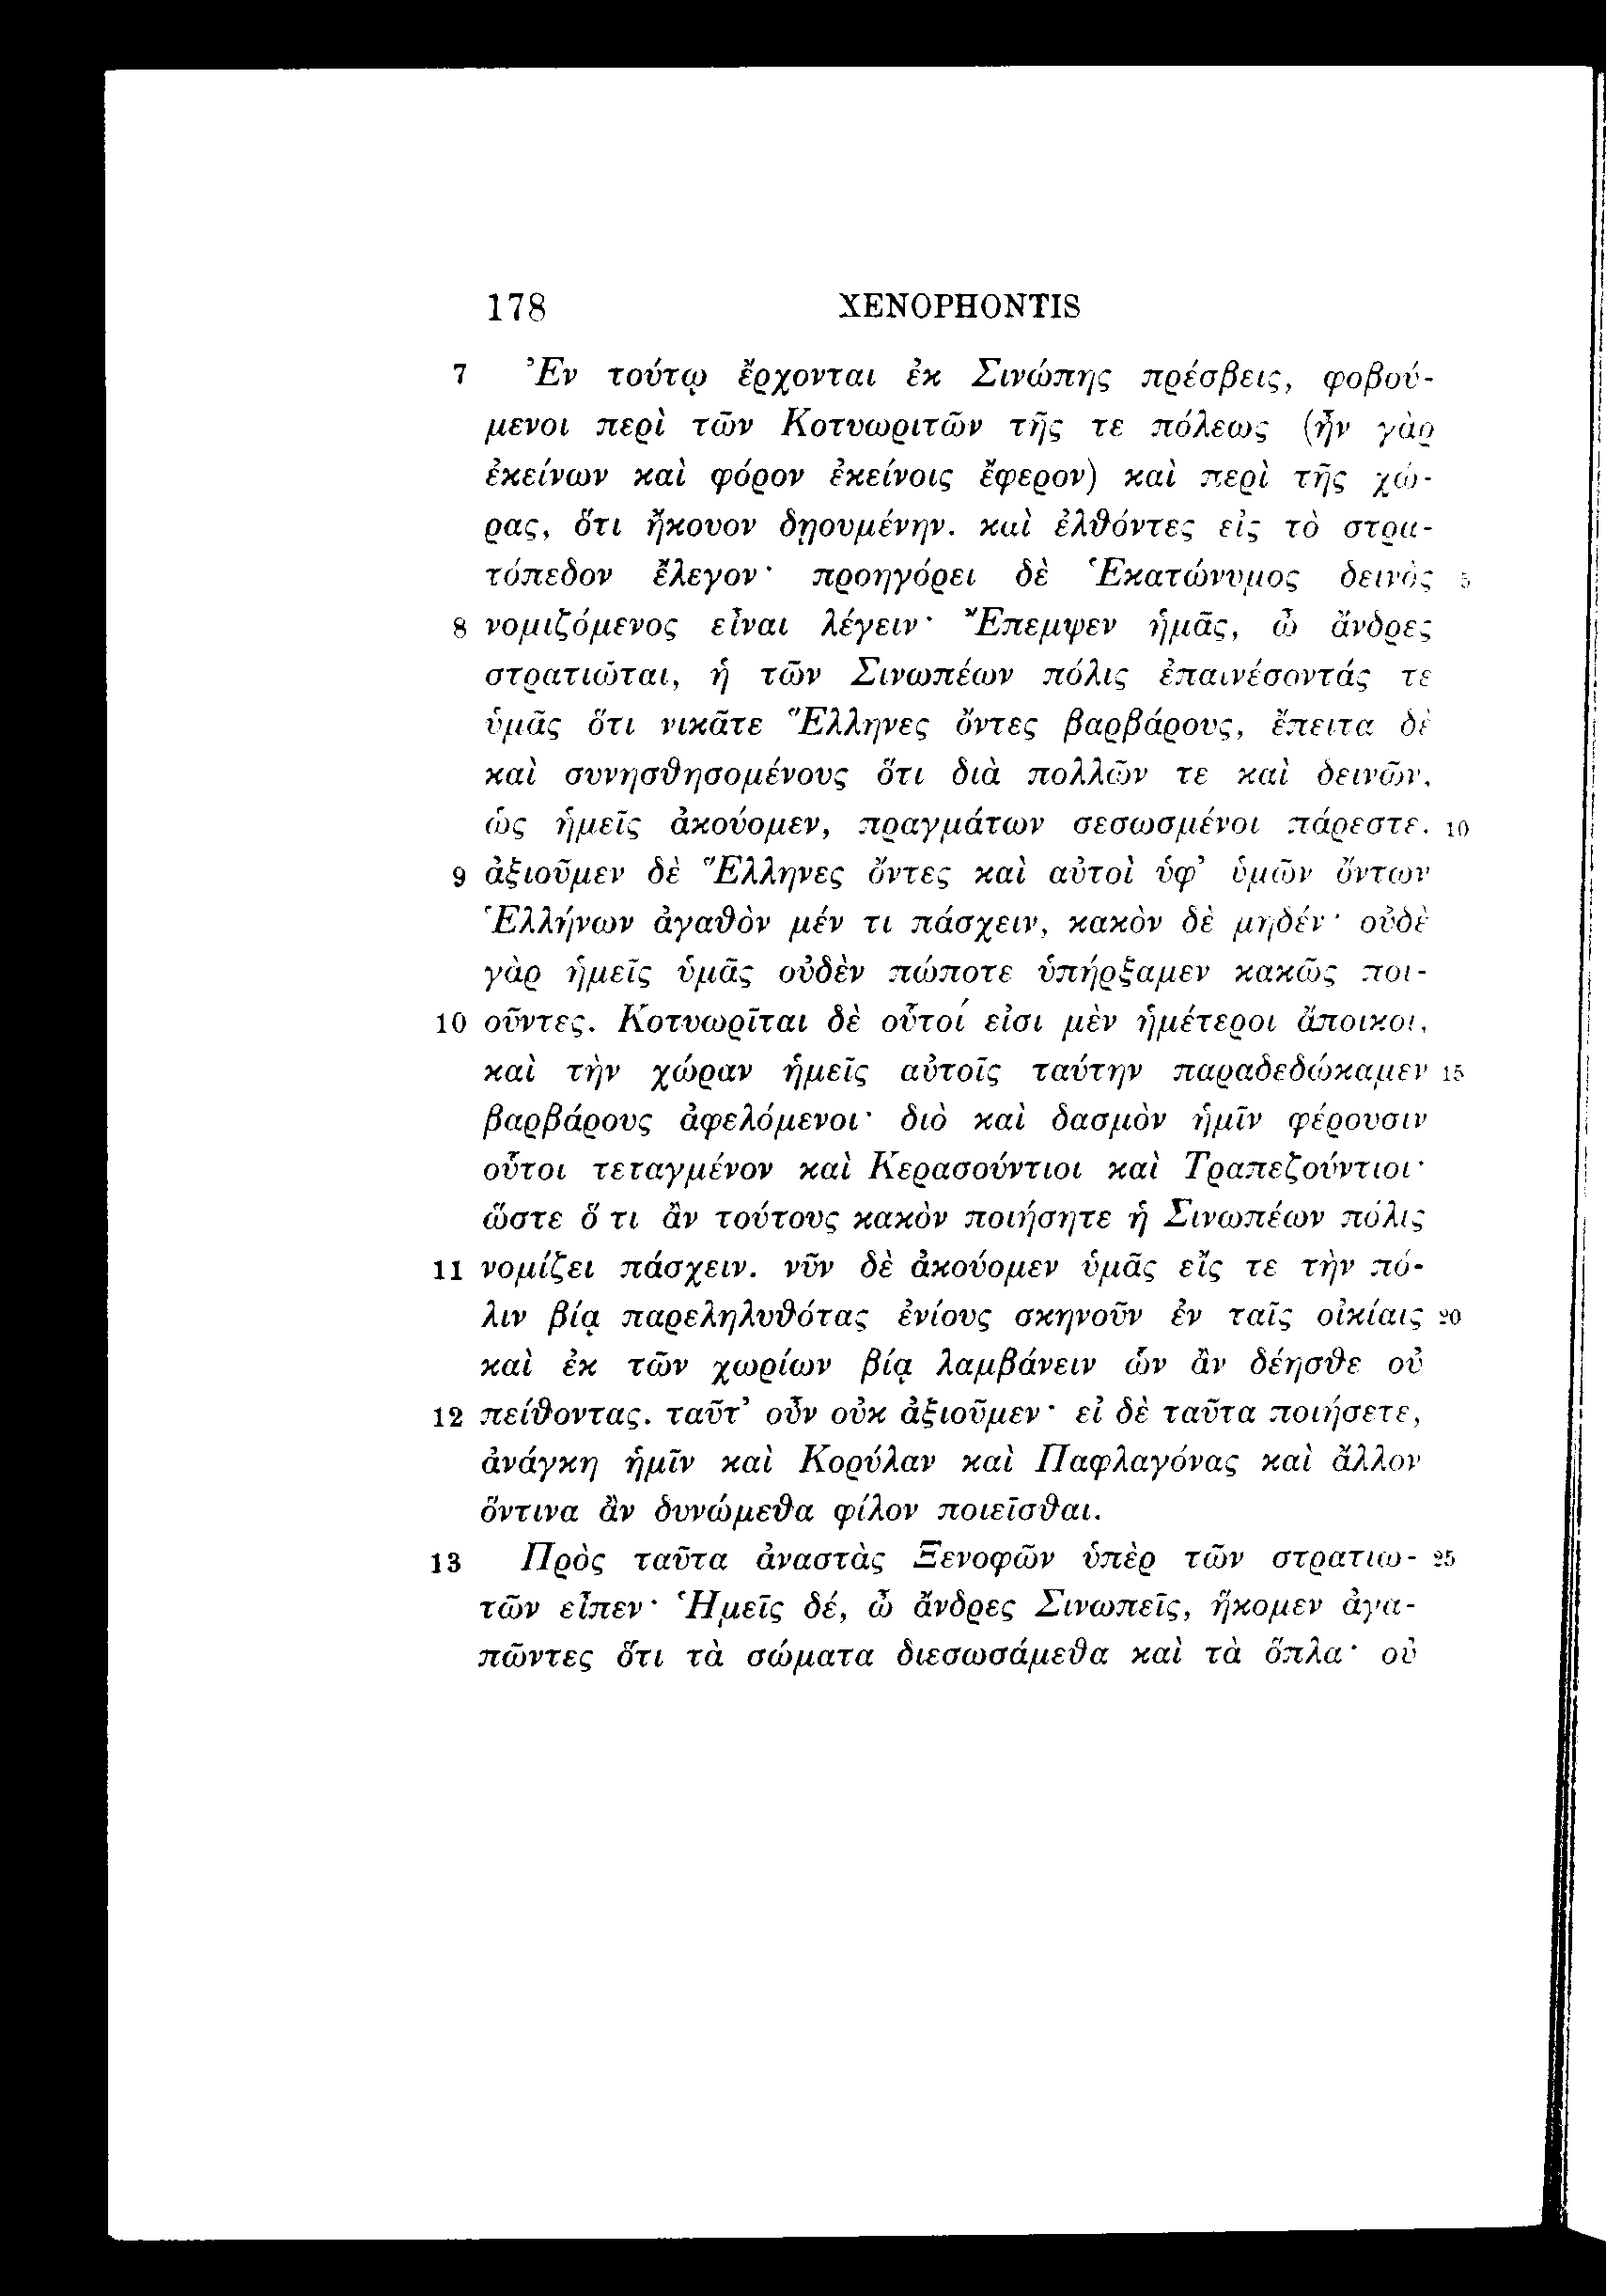 178 XENOPHONTIS
7 Ἐν τούτῳ ἔρχονται ἐκ Σινώπης πρέσβεις, φοβού-
μενοι περὶ τῶν Κοτυωριτῶν τῆς τε πόλεως (ἦν γὰρ
ἐκείνων καὶ φόρον ἐκείνοις ἔφερον) καὶ περὶ τῆς χώ-
ρας, ὅτι ἤκουον δῃουμένην. καὶ ἐλθόντες εἰς τὸ στρα-
τόπεδον ἔλεγον· προηγόρει δὲ Ἑκατώνυμος δεινὸς 5
8 νομιζόμενος εἶναι λέγειν· Ἔπεμψεν ἡμᾶς, ὦ ἄνδρες
στρατιῶται, ἡ τῶν Σινωπέων πόλις ἐπαινέσοντάς τε
ὑμᾶς ὅτι νικᾶτε Ἕλληνες ὄντες βαρβάρους, ἔπειτα δὲ
καὶ συνησθησομένους ὅτι διὰ πολλῶν τε καὶ δεινῶν,
ὡς ἡμεῖς ἀκούομεν, πραγμάτων σεσωσμένοι πάρεστε. 10
9 ἀξιοῦμεν δὲ Ἕλληνες ὄντες καὶ αὐτοὶ ὑφ’ ὑμῶν ὄντων
Ἑλλήνων ἀγαθὸν μέν τι πάσχειν, κακὸν δὲ μηδέν· οὐδὲ
γὰρ ἡμεῖς ὑμᾶς οὐδὲν πώποτε ὑπήρξαμεν κακῶς ποι-
10 οῦντες. Κοτυωρῖται δὲ οὗτοί εἰσι μὲν ἡμέτεροι ἄποικοι,
καὶ τὴν χώραν ἡμεῖς αὐτοῖς ταύτην παραδεδώκαμεν 15
βαρβάρους ἀφελόμενοι· διὸ καὶ δασμὸν ἡμῖν φέρουσιν
οὗτοι τεταγμένον καὶ Κερασούντιοι καὶ Τραπεζούντιοι·
ὥστε ὅ τι ἂν τούτους κακὸν ποιήσητε ἡ Σινωπέων πόλις
11 νομίζει πάσχειν. νῦν δὲ ἀκούομεν ὑμᾶς εἴς τε τὴν πό-
λιν βίᾳ παρεληλυθότας ἐνίους σκηνοῦν ἐν ταῖς οἰκίαις 20
καὶ ἐκ τῶν χωρίων βίᾳ λαμβάνειν ὧν ἂν δέησθε οὐ
12 πείθοντας. ταῦτ’ οὖν οὐκ ἀξιοῦμεν· εἰ δὲ ταῦτα ποιήσετε,
ἀνάγκη ἡμῖν καὶ Κορύλαν καὶ Παφλαγόνας καὶ ἄλλον
ὅντινα ἂν δυνώμεθα φίλον ποιεῖσθαι.
13 Πρὸς ταῦτα ἀναστὰς Ξενοφῶν ὑπὲρ τῶν στρατιω- 25
τῶν εἶπεν· Ἡμεῖς δέ, ὦ ἄνδρες Σινωπεῖς, ἥκομεν ἀγα-
πῶντες ὅτι τὰ σώματα διεσωσάμεθα καὶ τὰ ὅπλα· οὐ